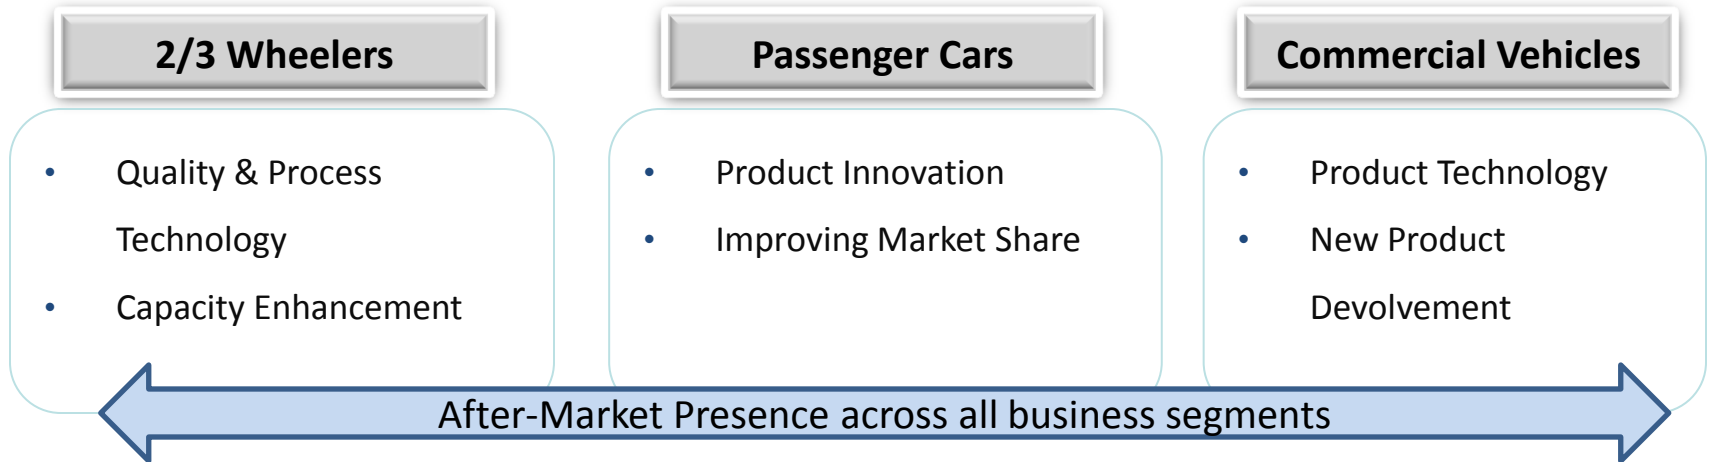 2/3 Wheelers
• Quality & Process
Technology
• Capacity Enhancement
Passenger Cars
• Product Innovation
• Improving Market Share
Commercial Vehicles
• Product Technology
• New Product
Devolvement
After-Market Presence across all business segments